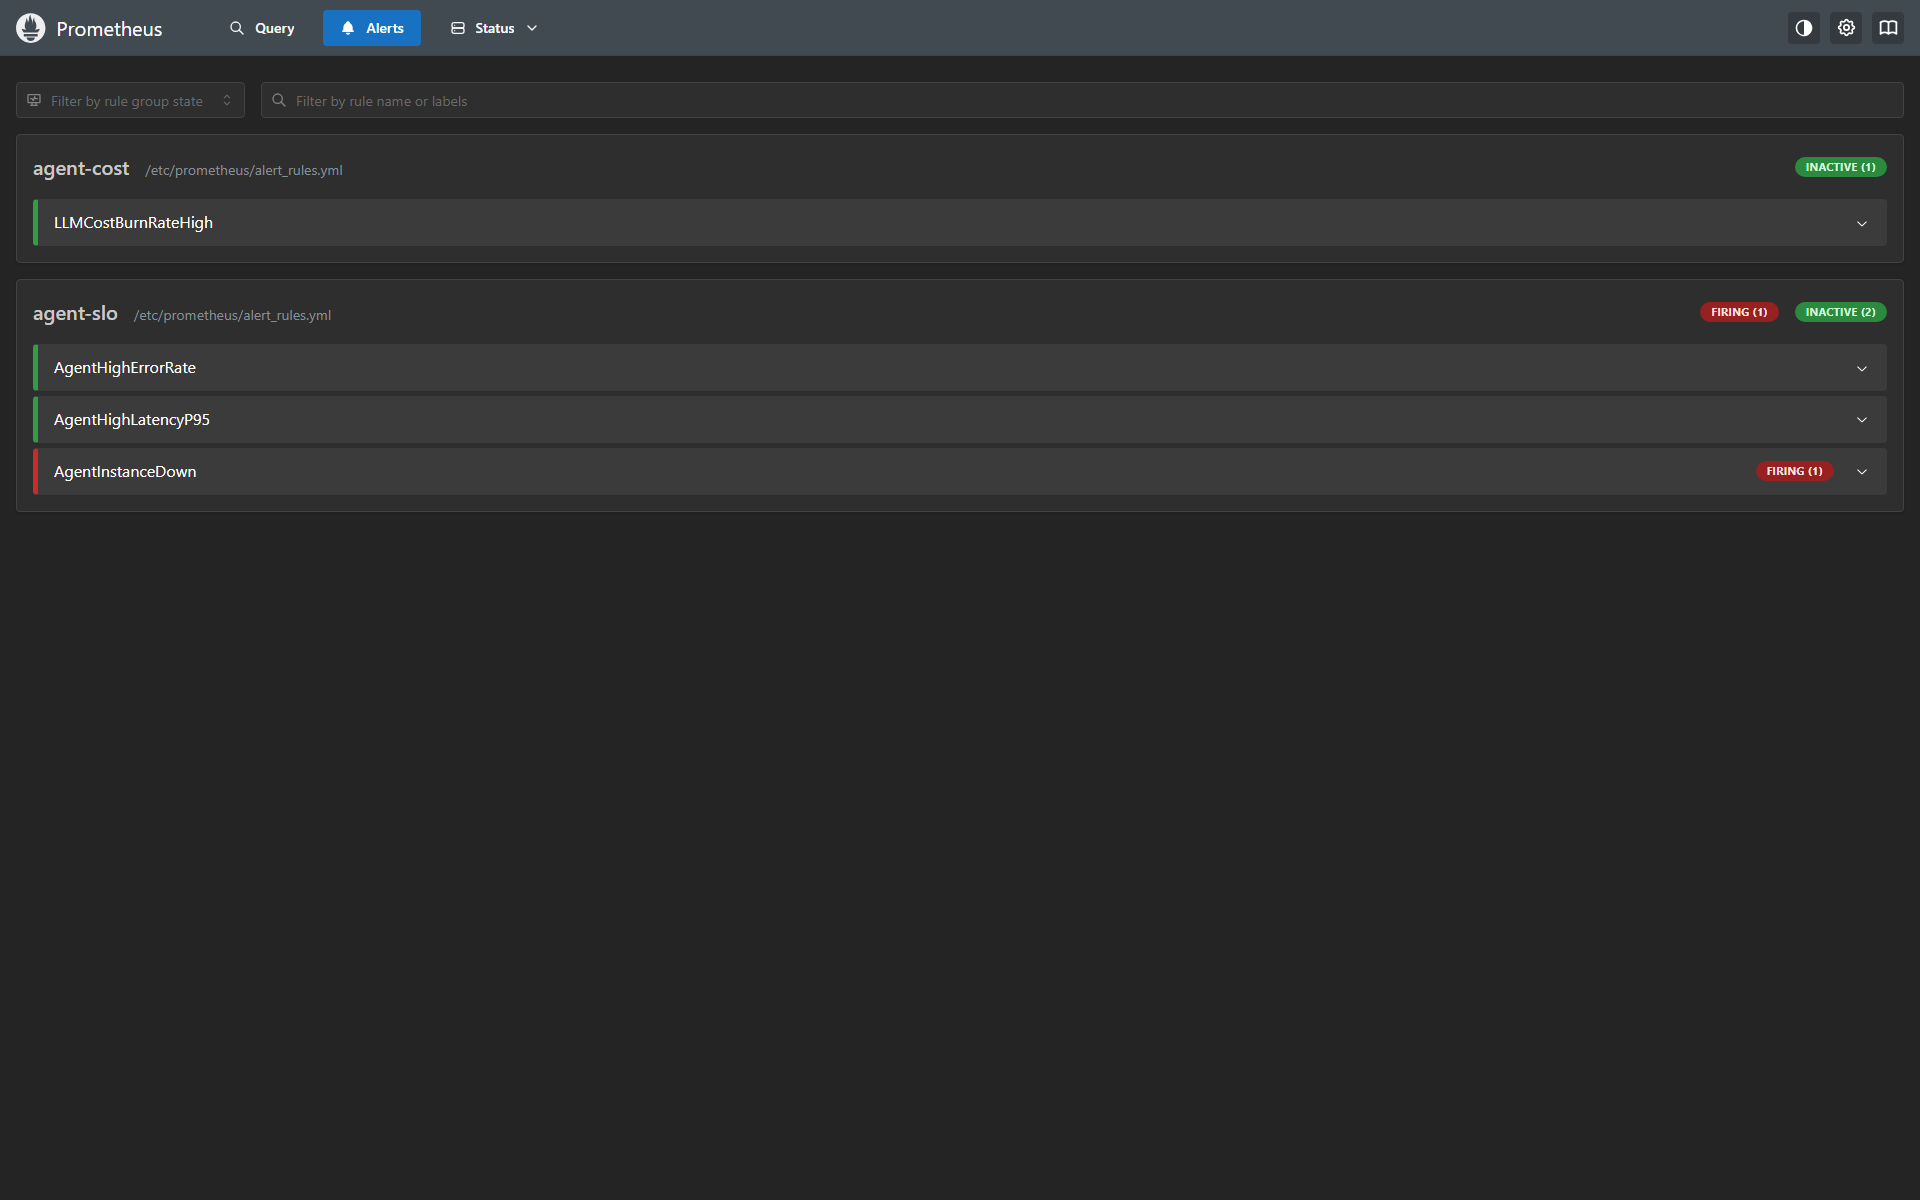 Prometheus Query Alerts Status
Filter by rule group state Filter by rule name or labels
agent-cost /etc/prometheus/alert_rules.yml INACTIVE (1)
LLMCostBurnRateHigh
agent-slo /etc/prometheus/alert_rules.yml FIRING (1) INACTIVE (2)
AgentHighErrorRate
AgentHighLatencyP95
AgentInstanceDown FIRING (1)